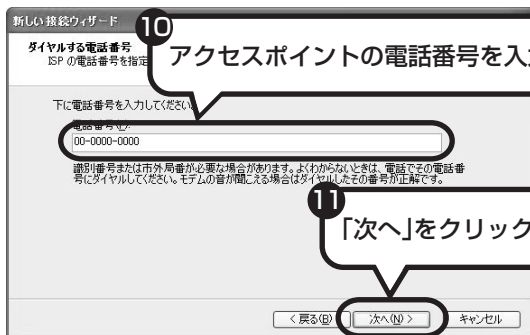 新しい接続ウィザード
10
ダイヤルする電話番号
ISP の電話番号を指定
アクセスポイントの電話番号を入
下に電話番号を入力してください。
電話番号(P):
00-0000-0000
識別番号または市外局番が必要な場合があります。よくわからないときは、電話でその電話番
号にダイヤルしてください。モデムの音が聞こえる場合はダイヤルしたその番号が正解です。
11
「次へ」をクリック
< 戻る(B)
次へ(N) >
キャンセル